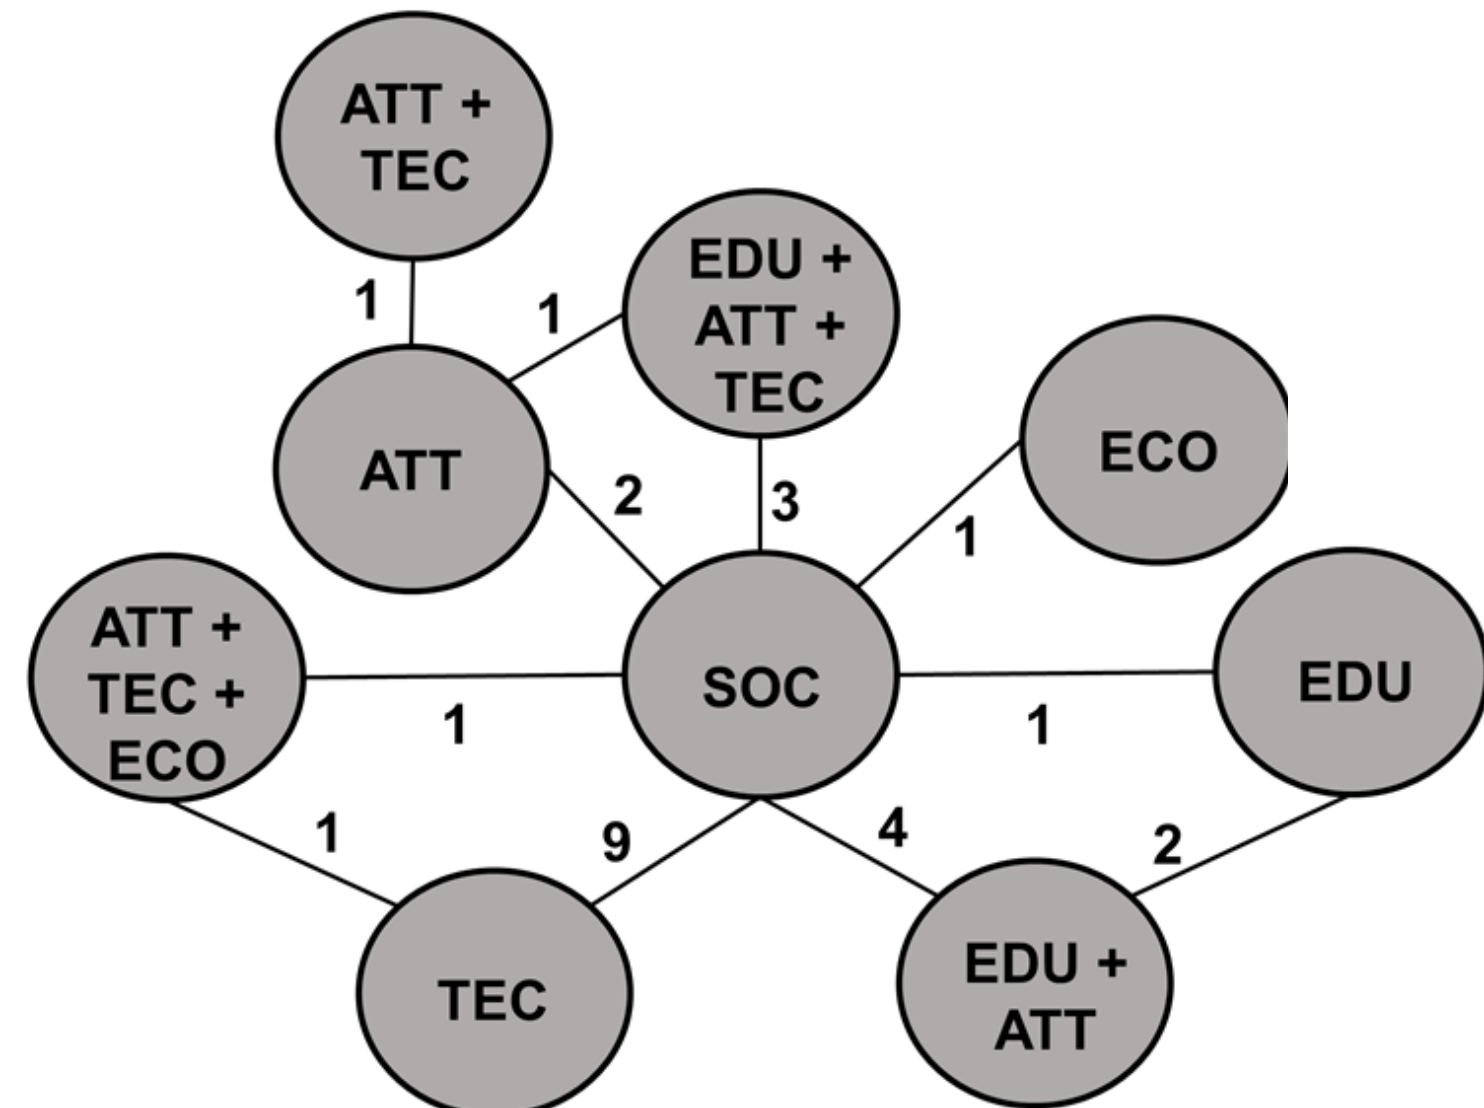 ATT +
TEC
1
1
EDU +
ATT +
TEC
ATT
2
3
ECO
1
ATT +
TEC +
ECO
SOC
EDU
1
1
1
9
4
2
TEC
EDU +
ATT